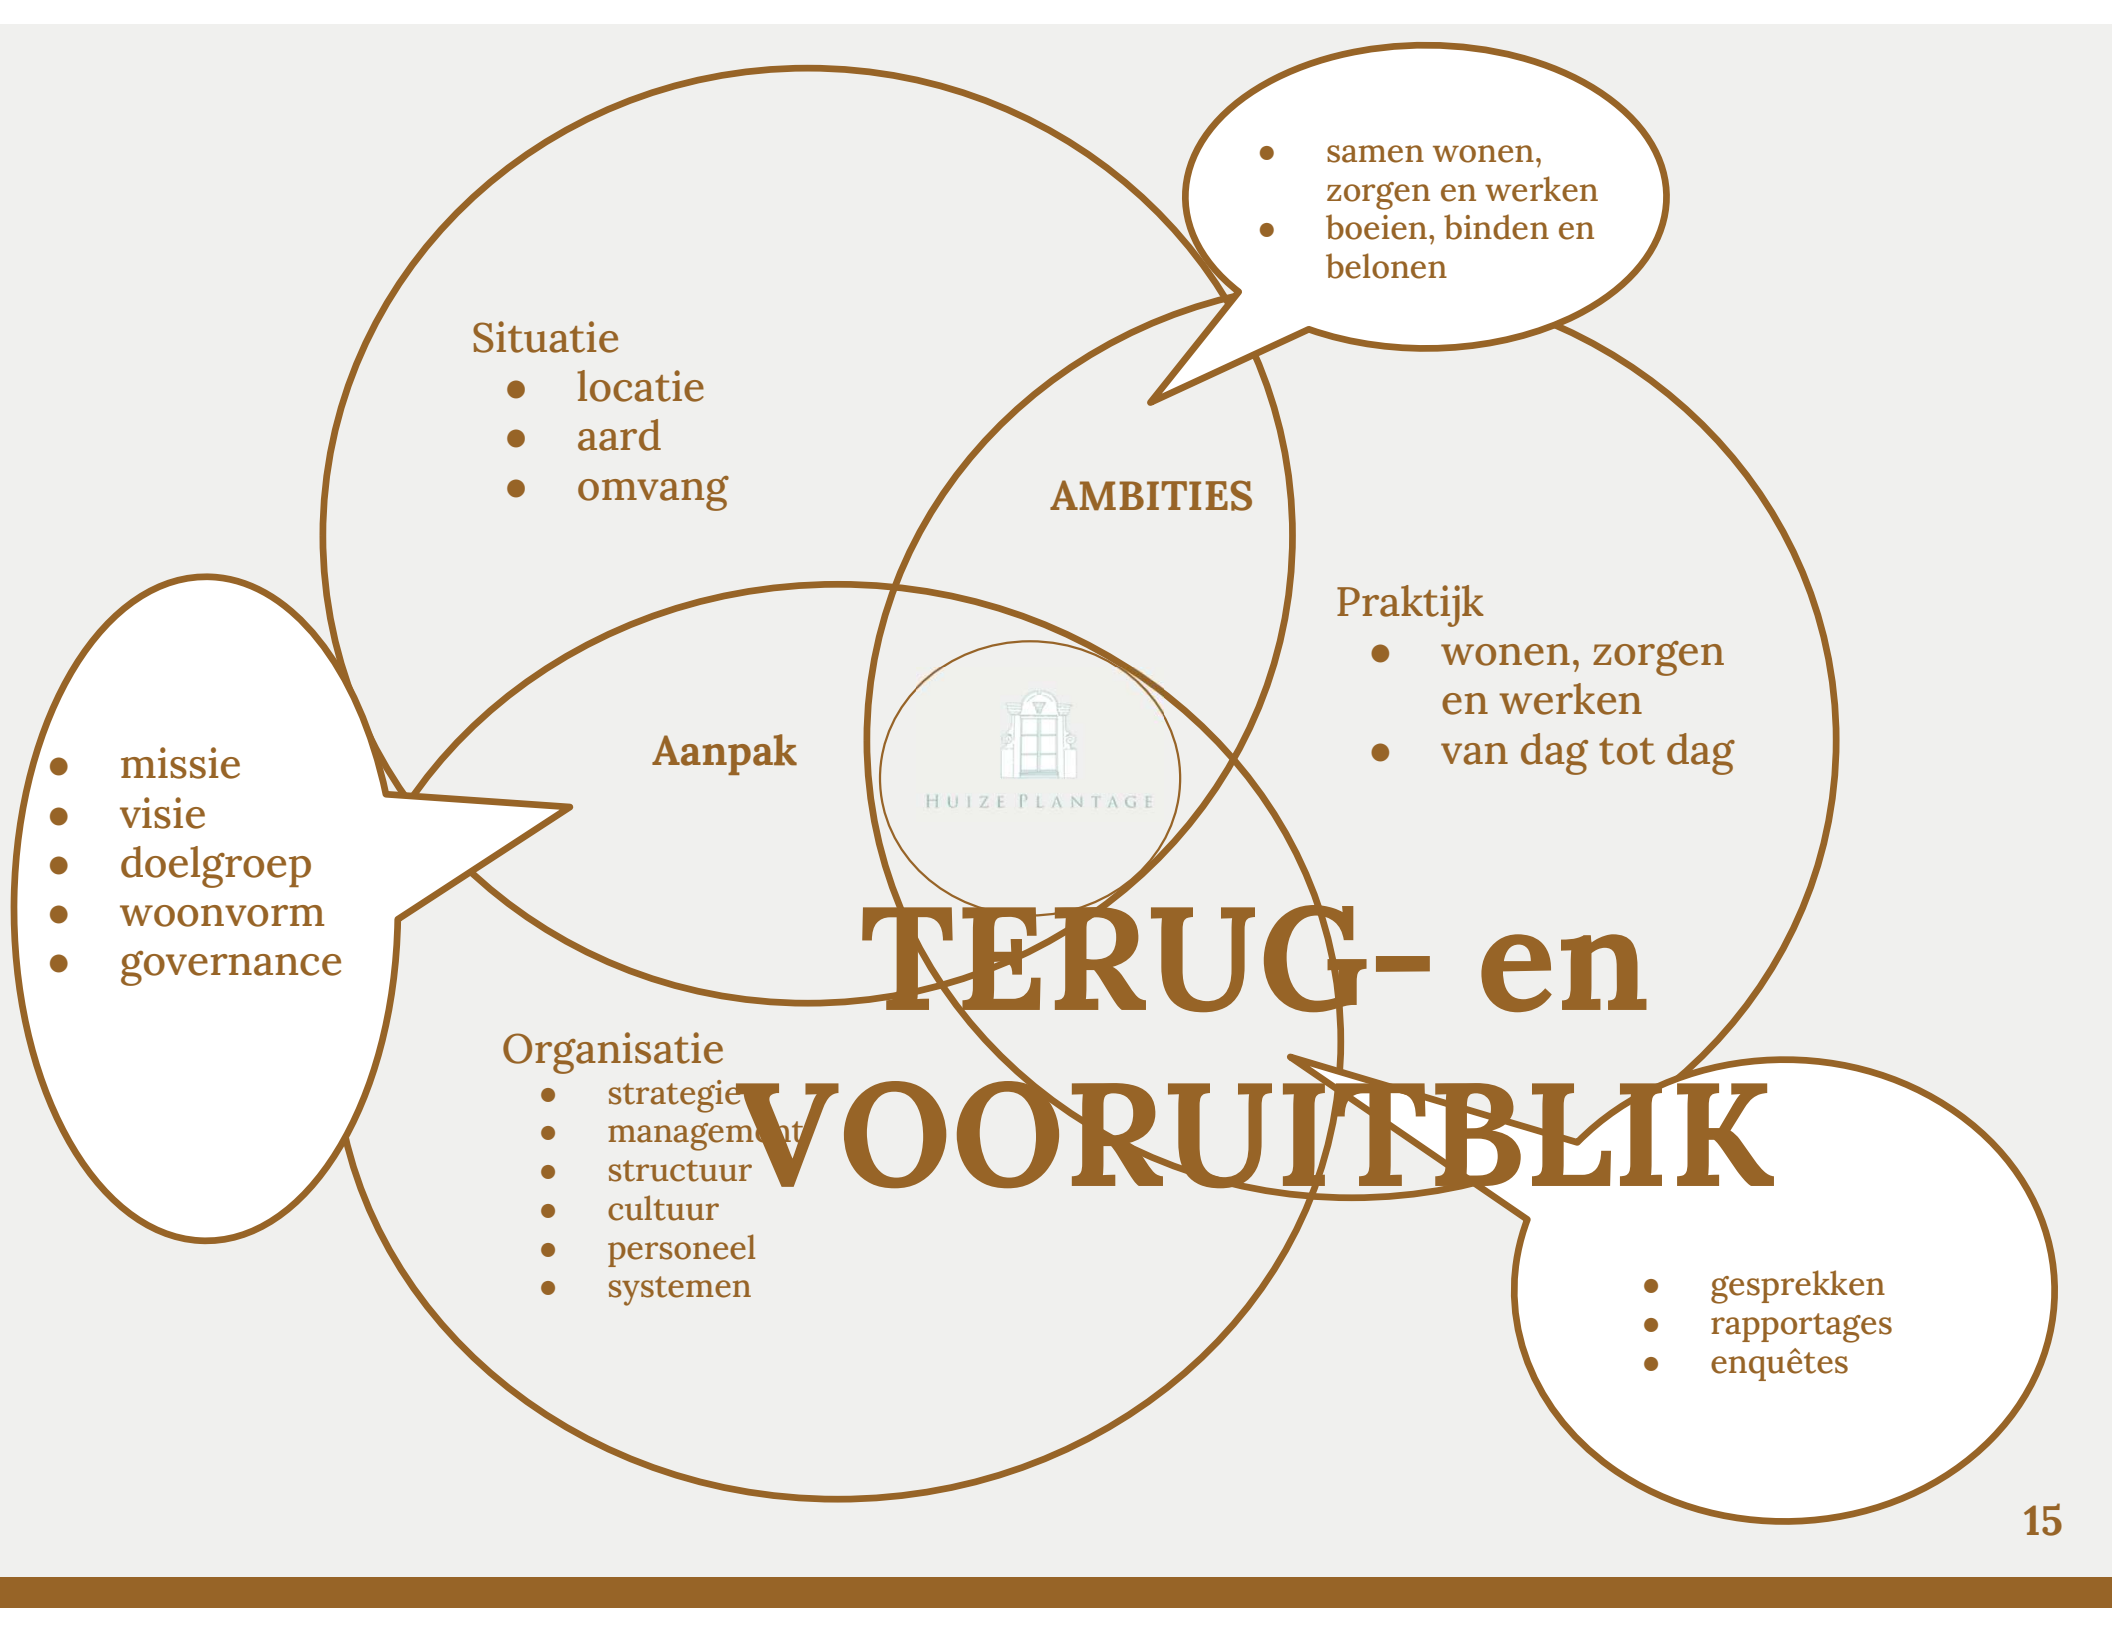 ● samen wonen,
zorgen en werken
● boeien, binden en
belonen
Situatie
● locatie
● aard
● omvang
AMBITIES
Praktijk
● wonen, zorgen
en werken
● van dag tot dag
Aanpak
HUIZE PLANTAGE
● missie
● visie
● doelgroep
● woonvorm
● governance
TERUG- en
VOORUITBLIK
Organisatie
● strategie
● management
● structuur
● cultuur
● personeel
● systemen
● gesprekken
● rapportages
● enquêtes
15